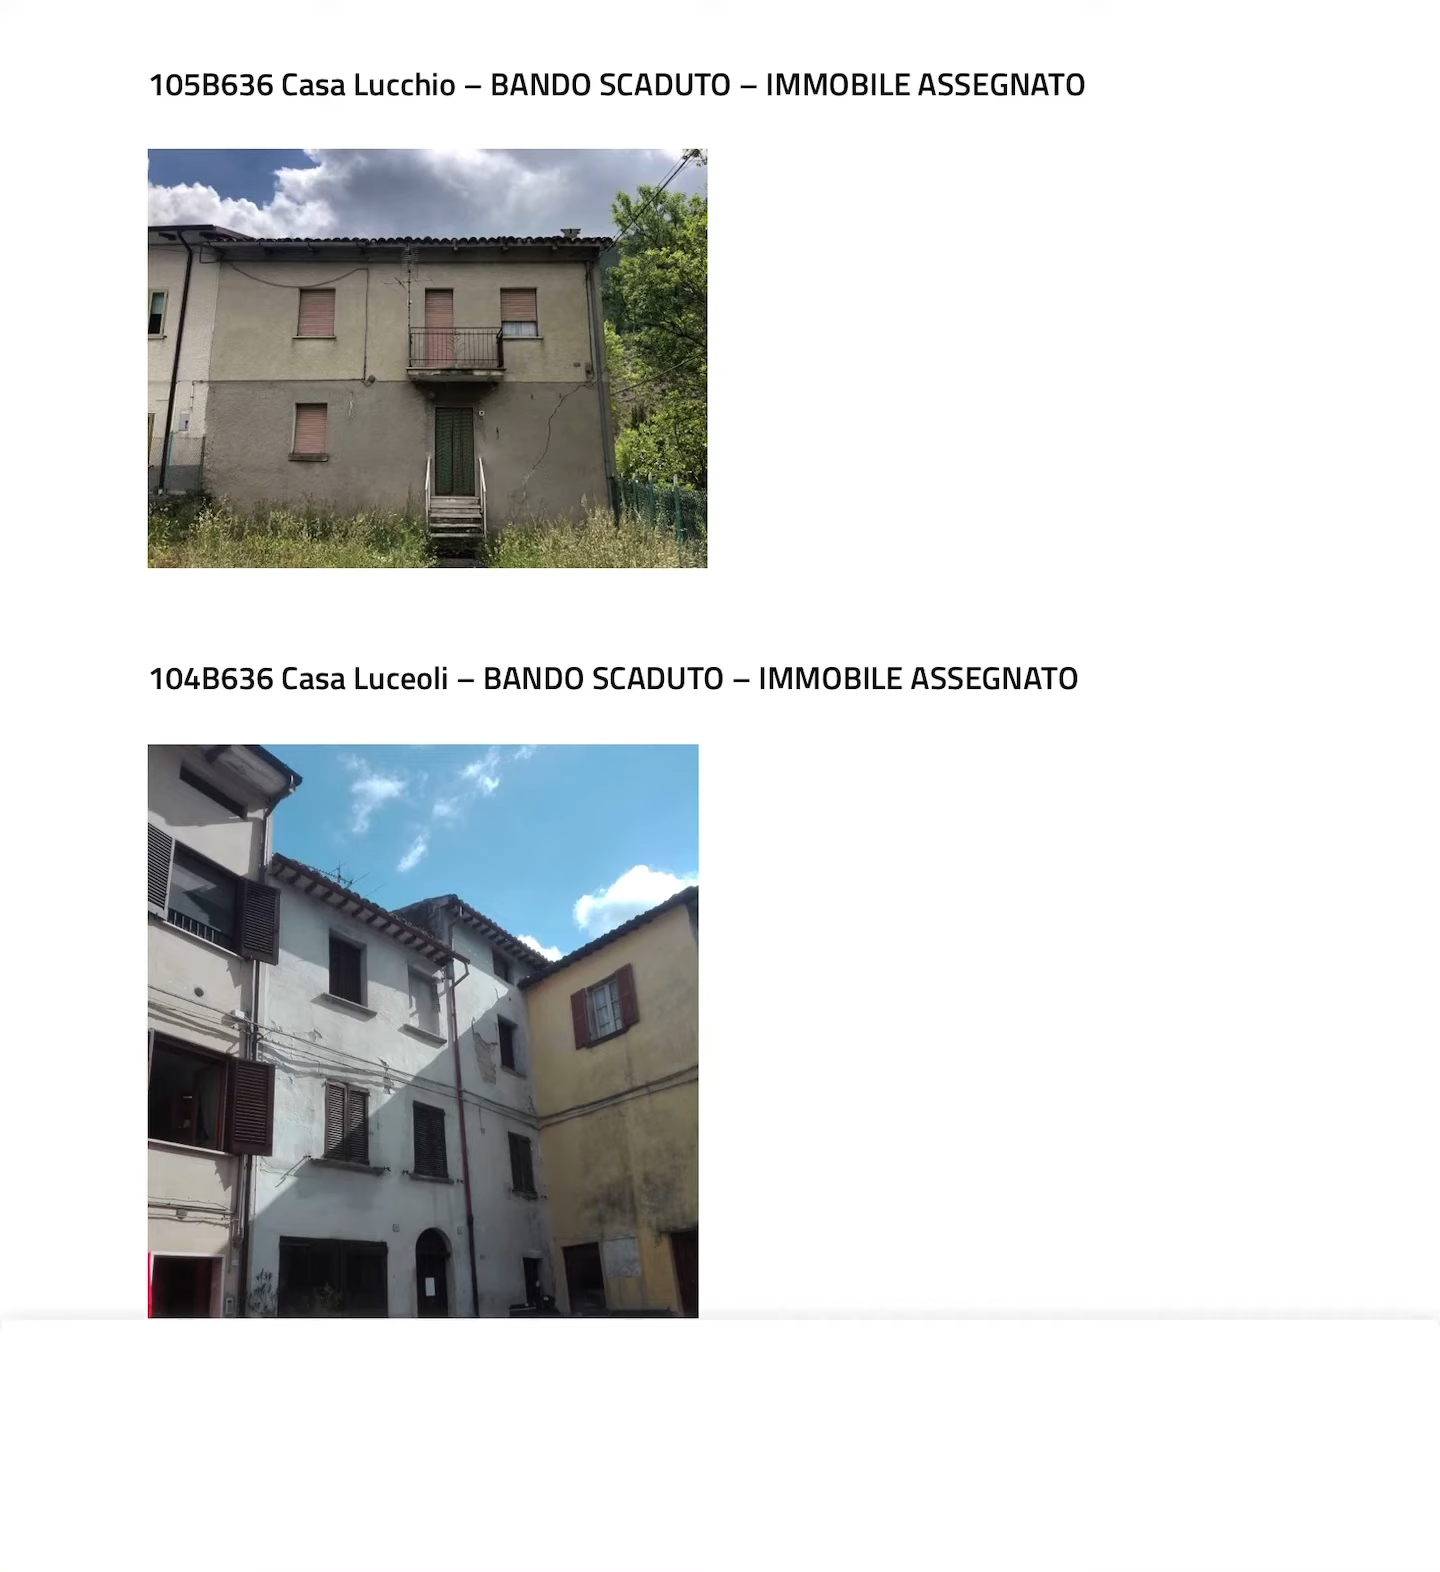 105B636 Casa Lucchio – BANDO SCADUTO – IMMOBILE ASSEGNATO
104B636 Casa Luceoli – BANDO SCADUTO – IMMOBILE ASSEGNATO